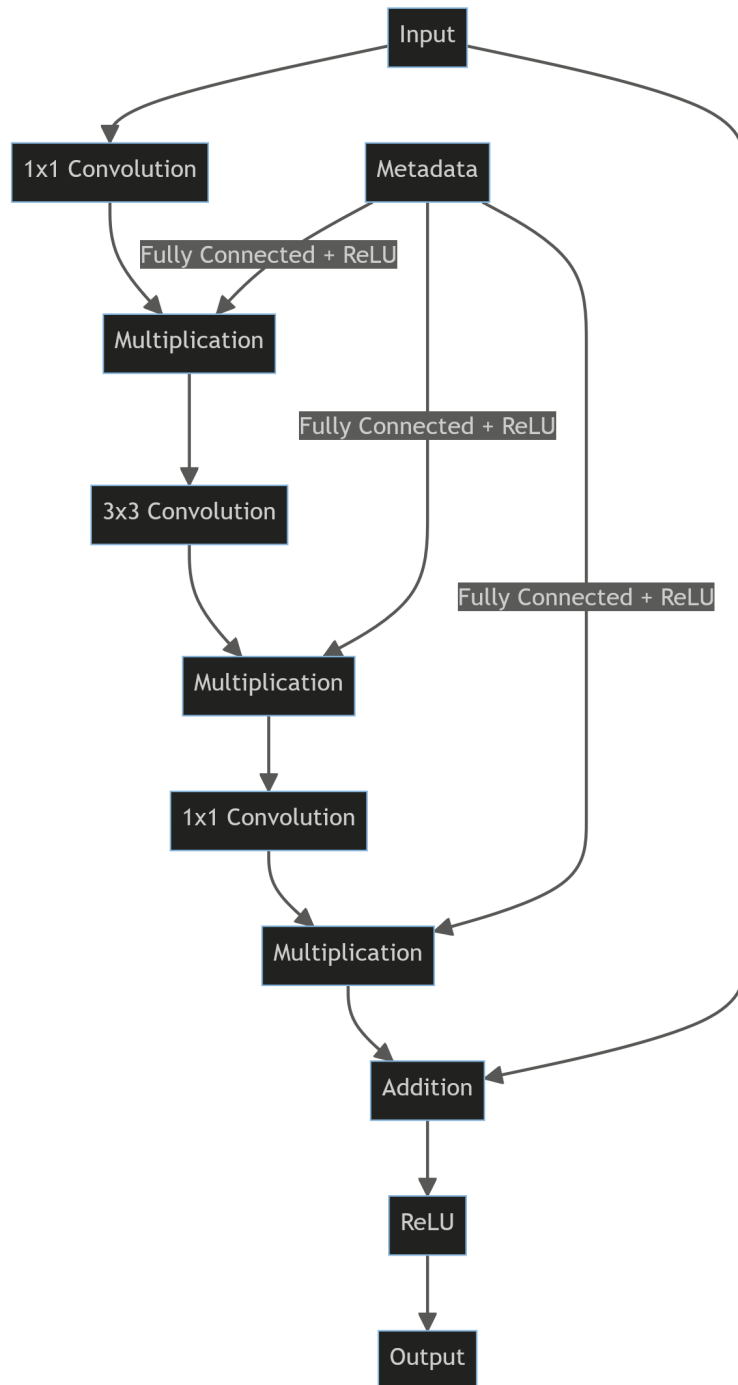 Input
1x1 Convolution
Metadata
Fully Connected + ReLU
Multiplication
Fully Connected + ReLU
3x3 Convolution
Fully Connected + ReLU
Multiplication
1x1 Convolution
Multiplication
Addition
ReLU
Output